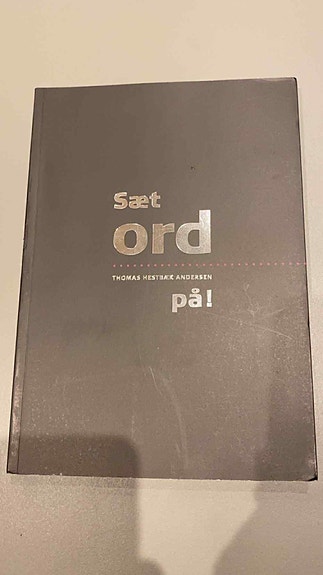 Sæt
ord
THOMAS HESTBÆK ANDERSEN
på!